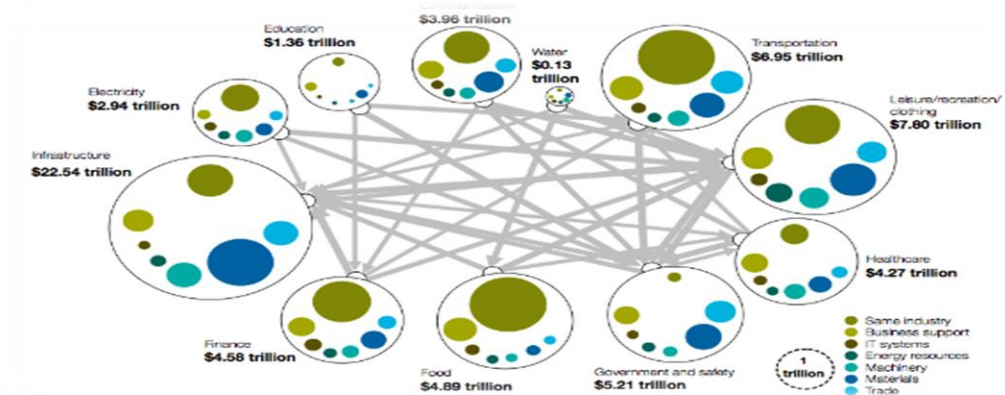 $3.96 trillion
Education
$1.36 trillion
Water
$0.13
trillion
Transportation
$6.95 trillion
Electricity
$2.94 trillion
Leisure/recreation/
clothing
$7.80 trillion
Infrastructure
$22.54 trillion
Healthcare
$4.27 trillion
Finance
$4.58 trillion
Food
$4.89 trillion
Government and safety
$5.21 trillion
1
trillion
Same industry
Business support
IT systems
Energy resources
Machinery
Materials
Trade